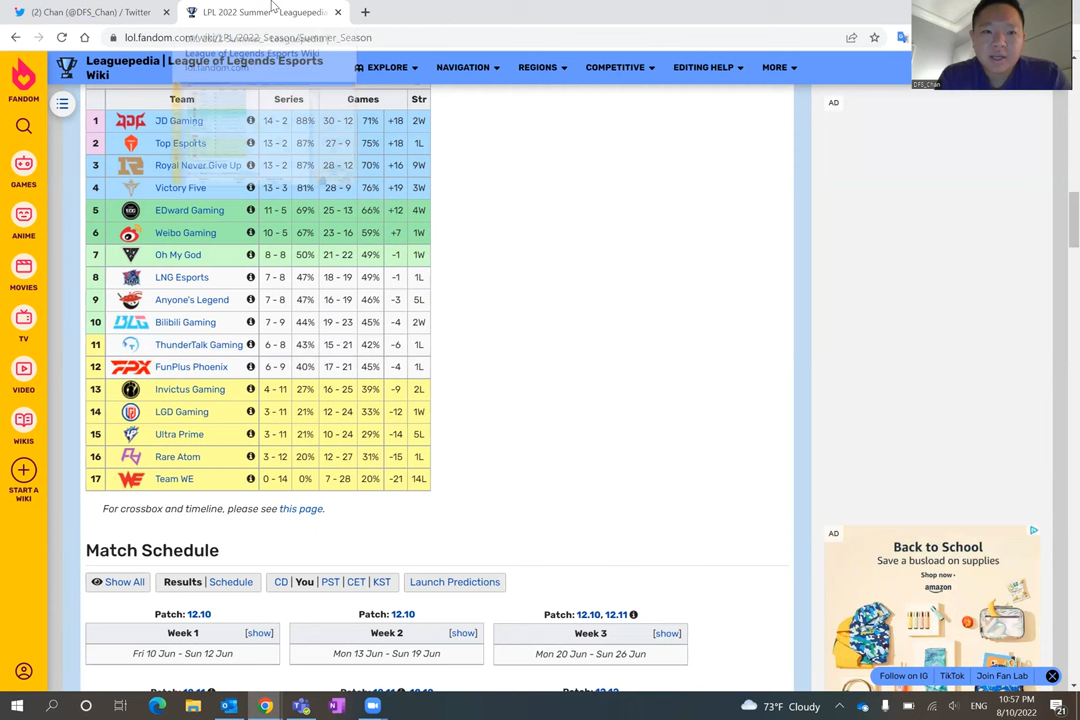 (2) Chan (@DFS_Chan) / Twitter
LPL 2022 Summer - Leaguepedia
lol.fandom.com/wiki/LPL/2022_Season/Summer_Season
DFS_Chan
FANDOM
GAMES
ANIME
MOVIES
TV
VIDEO
WIKIS
START A
WIKI
Leaguepedia | League of Legends Esports
Wiki
League of Legends Esports Wiki
lol.fandom.com
EXPLORE
NAVIGATION
REGIONS
COMPETITIVE
EDITING HELP
MORE
Team Series Games Str
1 JD Gaming 14 - 2 88% 30 - 12 71% +18 2W
2 Top Esports 13 - 2 87% 27 - 9 75% +18 1L
3 Royal Never Give Up 13 - 2 87% 28 - 12 70% +16 9W
4 Victory Five 13 - 3 81% 28 - 9 76% +19 3W
5 EDward Gaming 11 - 5 69% 25 - 13 66% +12 4W
6 Weibo Gaming 10 - 5 67% 23 - 16 59% +7 1W
7 Oh My God 8 - 8 50% 21 - 22 49% -1 1W
8 LNG Esports 7 - 8 47% 18 - 19 49% -1 1L
9 Anyone's Legend 7 - 8 47% 16 - 19 46% -3 5L
10 BLG Bilibili Gaming 7 - 9 44% 19 - 23 45% -4 2W
11 ThunderTalk Gaming 6 - 8 43% 15 - 21 42% -6 1L
12 FPX FunPlus Phoenix 6 - 9 40% 17 - 21 45% -4 1L
13 Invictus Gaming 4 - 11 27% 16 - 25 39% -9 2L
14 LGD Gaming 3 - 11 21% 12 - 24 33% -12 1W
15 Ultra Prime 3 - 11 21% 10 - 24 29% -14 5L
16 Rare Atom 3 - 12 20% 12 - 27 31% -15 1L
17 WE Team WE 0 - 14 0% 7 - 28 20% -21 14L
For crossbox and timeline, please see this page.
Match Schedule
Show All
Results | Schedule
CD | You | PST | CET | KST
Launch Predictions
Patch: 12.10
Week 1 [show]
Fri 10 Jun - Sun 12 Jun
Patch: 12.10
Week 2 [show]
Mon 13 Jun - Sun 19 Jun
Patch: 12.10, 12.11
Week 3 [show]
Mon 20 Jun - Sun 26 Jun
AD
AD
Back to School
Save a busload on supplies
Shop now
amazon
Follow on IG
TikTok
Join Fan Lab
73°F Cloudy
ENG
10:57 PM
8/10/2022
21